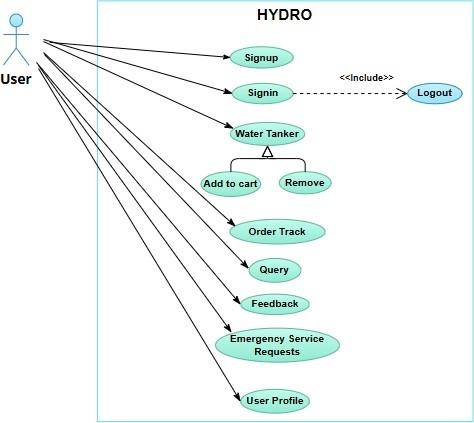 HYDRO
User
Signup
Signin
<<Include>>
Logout
Water Tanker
Add to cart
Remove
Order Track
Query
Feedback
Emergency Service
Requests
User Profile